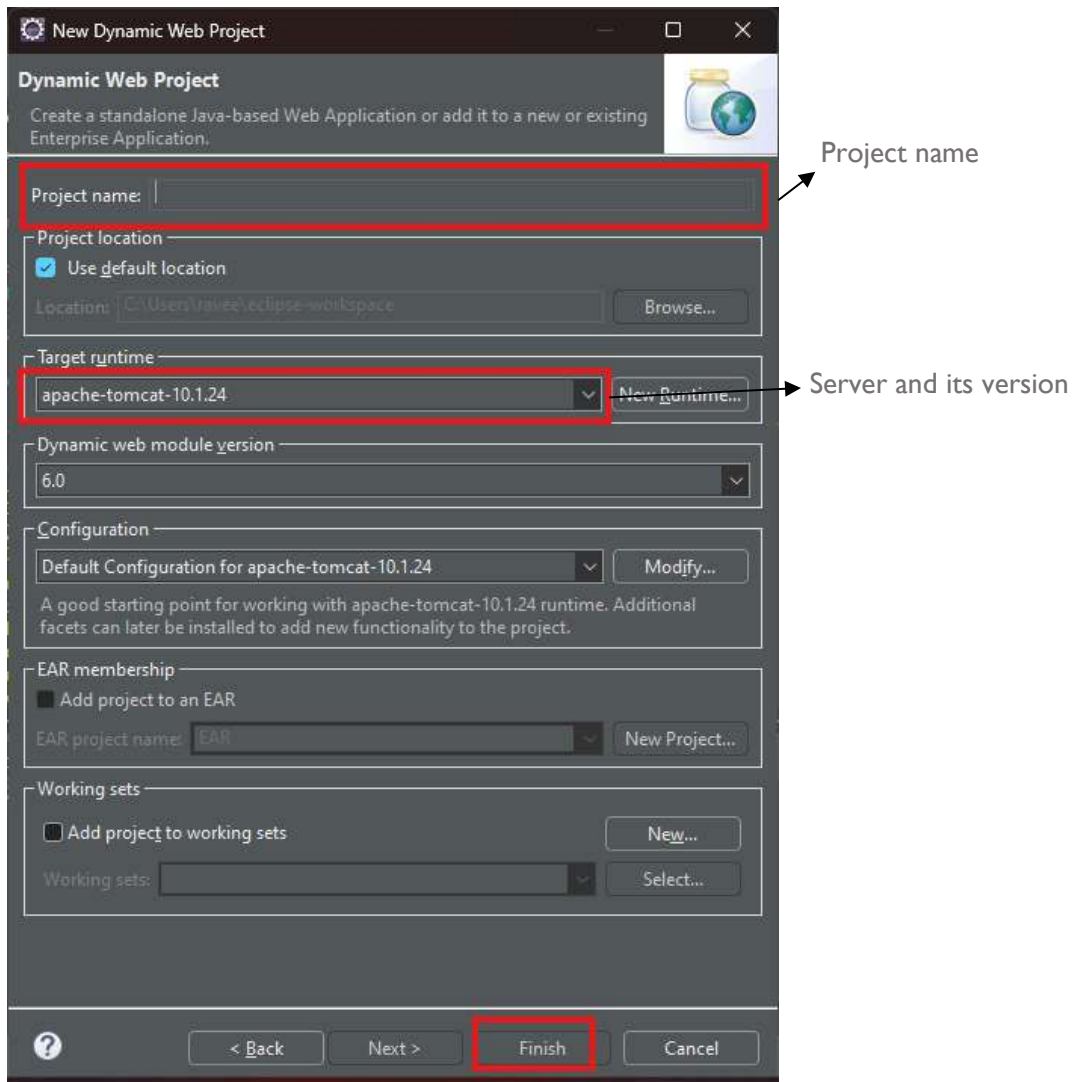 New Dynamic Web Project
Dynamic Web Project
Create a standalone Java-based Web Application or add it to a new or existing
Enterprise Application.
Project name
Project name:
Project location
Use default location
Location: C:\Users\ravee\eclipse-workspace
Browse...
Target runtime
apache-tomcat-10.1.24
New Runtime...
Server and its version
Dynamic web module version
6.0
Configuration
Default Configuration for apache-tomcat-10.1.24
Modify...
A good starting point for working with apache-tomcat-10.1.24 runtime. Additional
facets can later be installed to add new functionality to the project.
EAR membership
Add project to an EAR
EAR project name: EAR
New Project...
Working sets
Add project to working sets
New...
Working sets:
Select...
? < Back Next > Finish Cancel